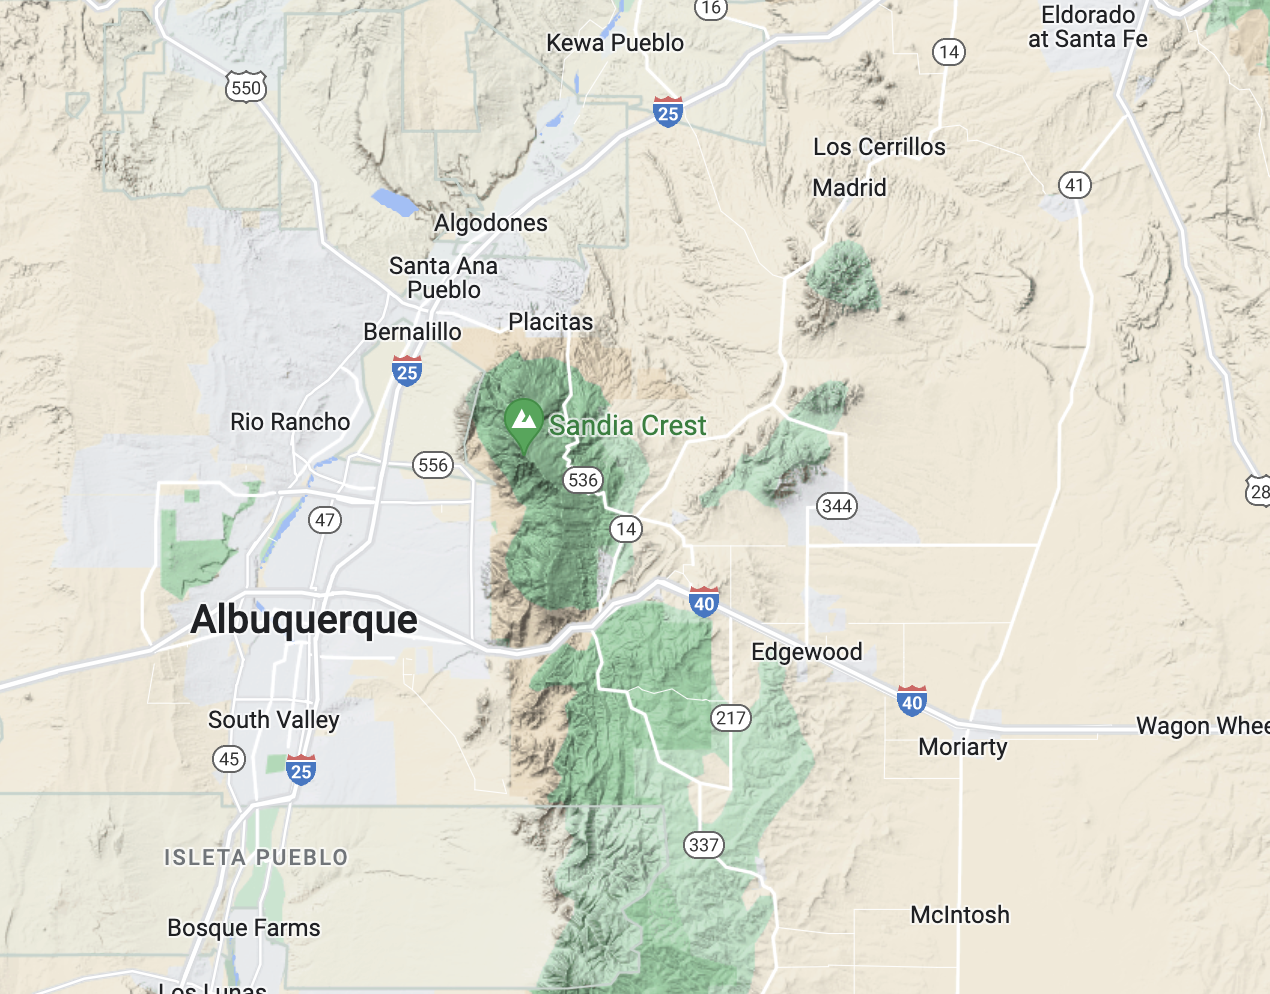 16
Eldorado
at Santa Fe
Kewa Pueblo
14
550
25
Los Cerrillos
Madrid
41
Algodones
Santa Ana
Pueblo
Placitas
Bernalillo
25
Rio Rancho
Sandia Crest
556
536
28
344
47
14
40
Albuquerque
Edgewood
40
217
South Valley
Wagon Whee
Moriarty
45
25
337
ISLETA PUEBLO
McIntosh
Bosque Farms
Los Lunas